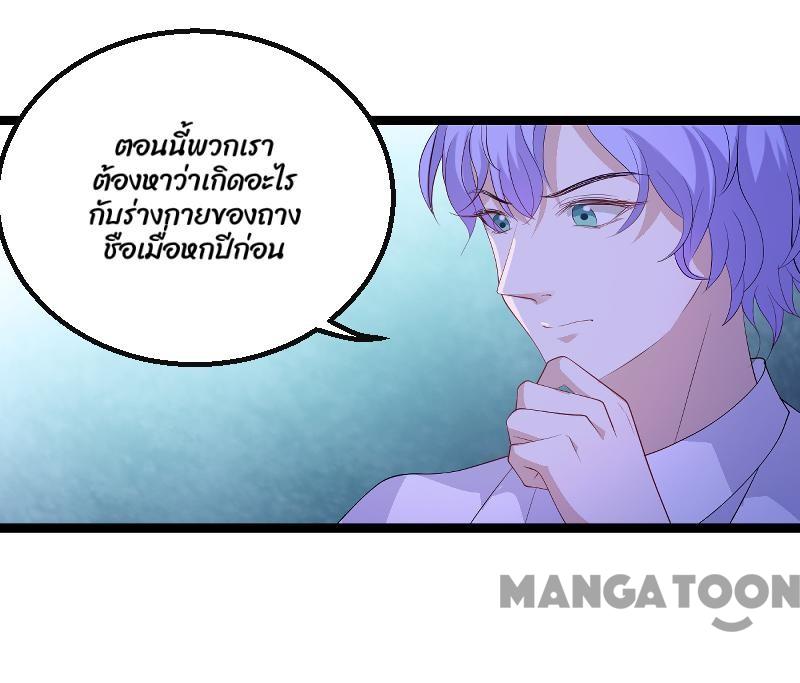 ตอนนี้พวกเรา
ต้องหาว่าเกิดอะไร
กับร่างกายของถาง
ซือเมื่อหกปีก่อน
MANGATOON